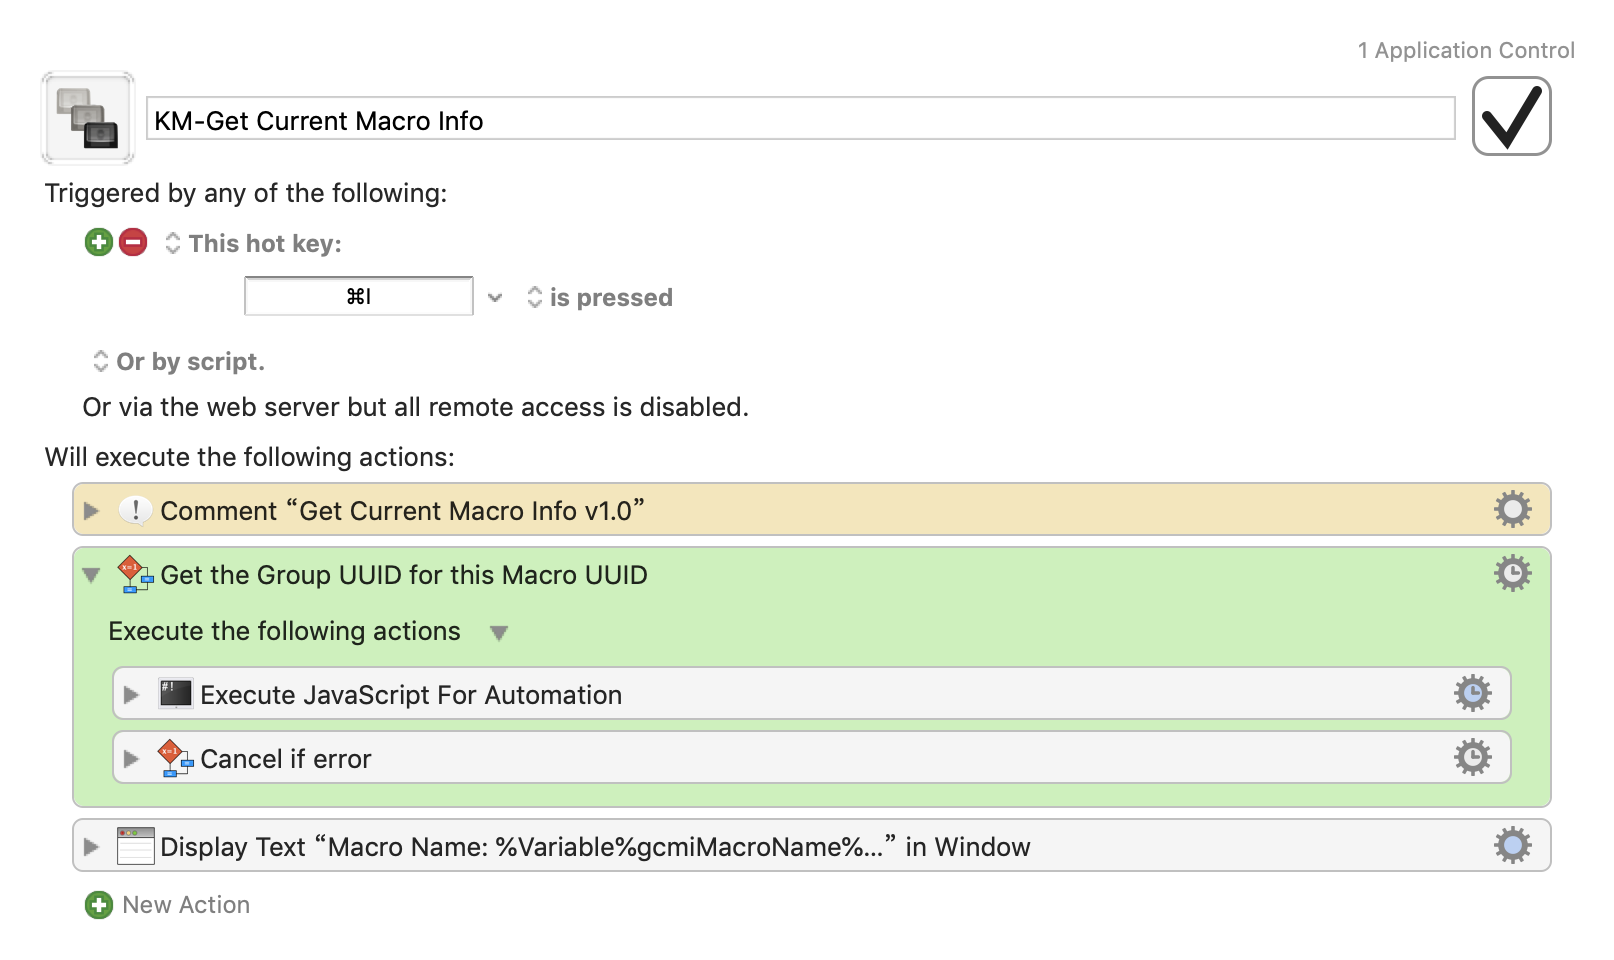 1 Application Control
KM-Get Current Macro Info
Triggered by any of the following:
This hot key:
⌘I
is pressed
Or by script.
Or via the web server but all remote access is disabled.
Will execute the following actions:
Comment “Get Current Macro Info v1.0”
x=1
Get the Group UUID for this Macro UUID
Execute the following actions
#!
Execute JavaScript For Automation
x=1
Cancel if error
Display Text “Macro Name: %Variable%gcmiMacroName%…” in Window
New Action